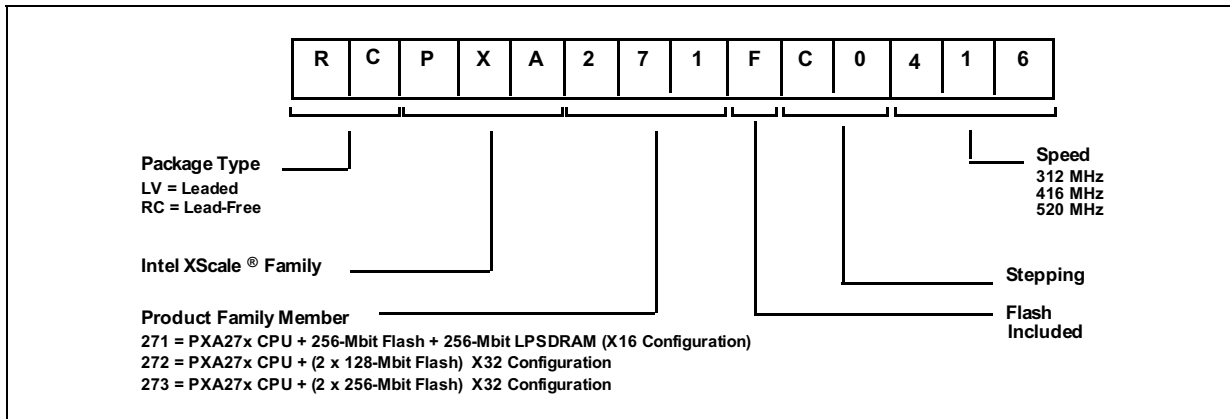 R C P X A 2 7 1 F C 0 4 1 6
Package Type
LV = Leaded
RC = Lead-Free
Speed
312 MHz
416 MHz
520 MHz
Intel XScale ® Family
Stepping
Product Family Member
271 = PXA27x CPU + 256-Mbit Flash + 256-Mbit LPSDRAM (X16 Configuration)
272 = PXA27x CPU + (2 x 128-Mbit Flash) X32 Configuration
273 = PXA27x CPU + (2 x 256-Mbit Flash) X32 Configuration
Flash
Included